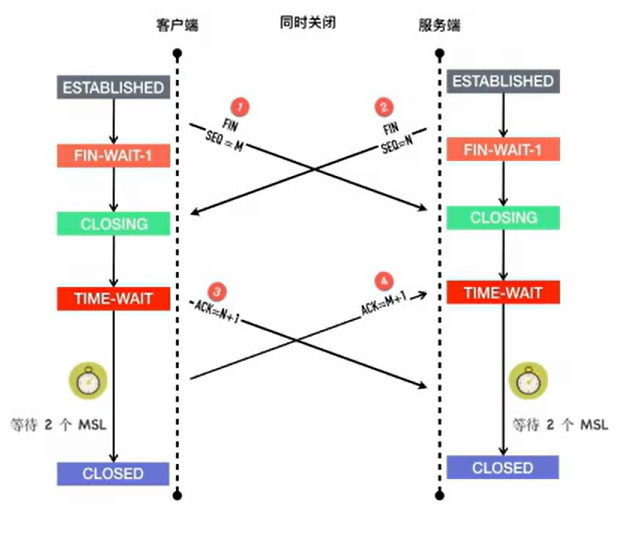 客户端
同时关闭
服务端
ESTABLISHED
ESTABLISHED
1
2
FIN
SEQ = M
FIN
SEQ=N
FIN-WAIT-1
FIN-WAIT-1
CLOSING
CLOSING
TIME-WAIT
TIME-WAIT
3
4
ACK=N+1
ACK=M+1
等待 2 个 MSL
等待 2 个 MSL
CLOSED
CLOSED